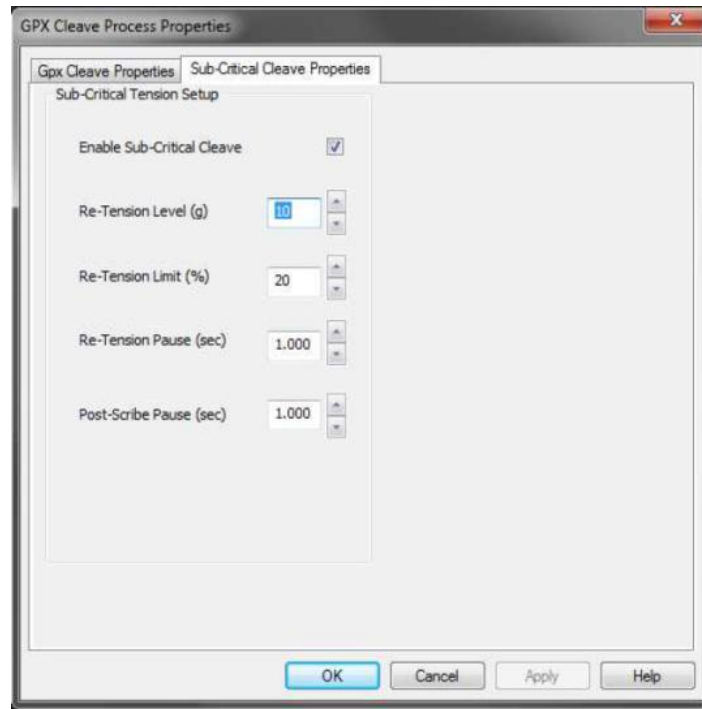 GPX Cleave Process Properties
Gpx Cleave Properties Sub-Critical Cleave Properties
Sub-Critical Tension Setup
Enable Sub-Critical Cleave
Re-Tension Level (g) 10
Re-Tension Limit (%) 20
Re-Tension Pause (sec) 1.000
Post-Scribe Pause (sec) 1.000
OK Cancel Apply Help